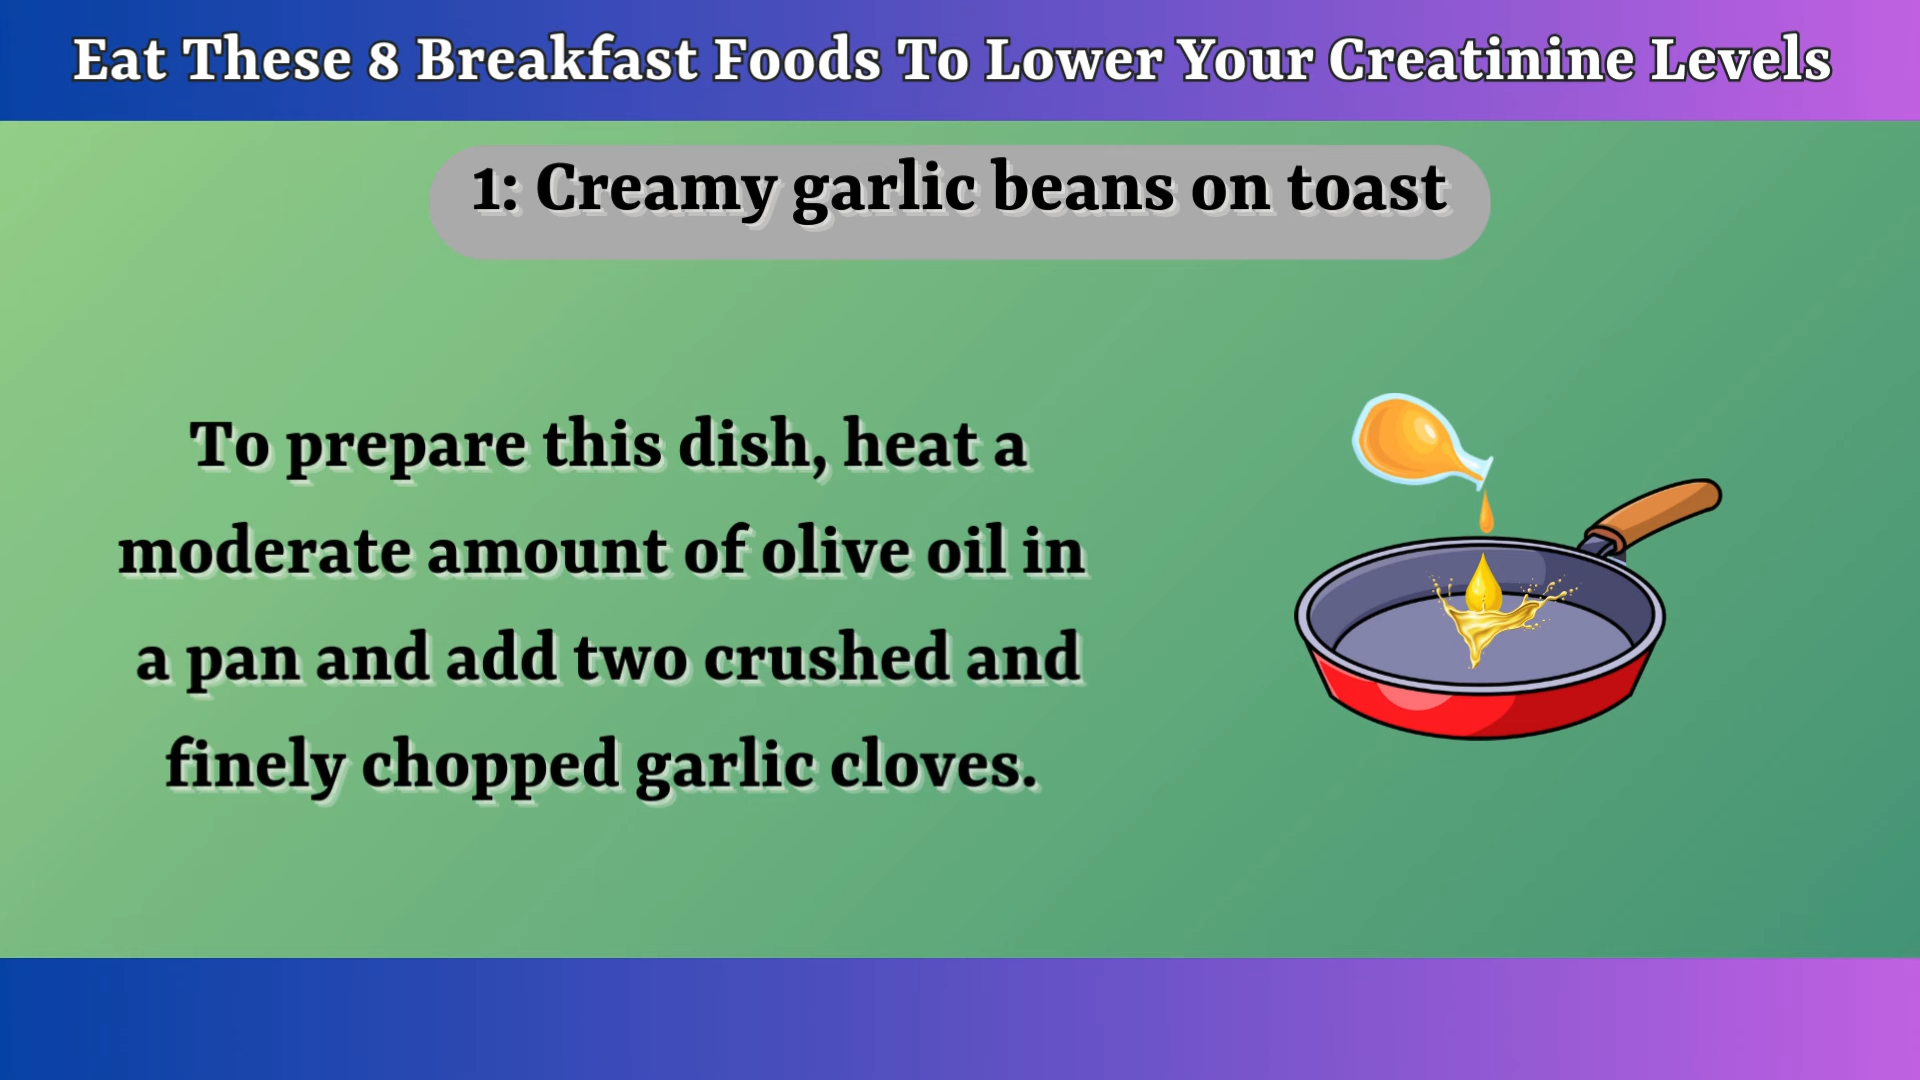 Eat These 8 Breakfast Foods To Lower Your Creatinine Levels
1: Creamy garlic beans on toast
To prepare this dish, heat a
moderate amount of olive oil in
a pan and add two crushed and
finely chopped garlic cloves.